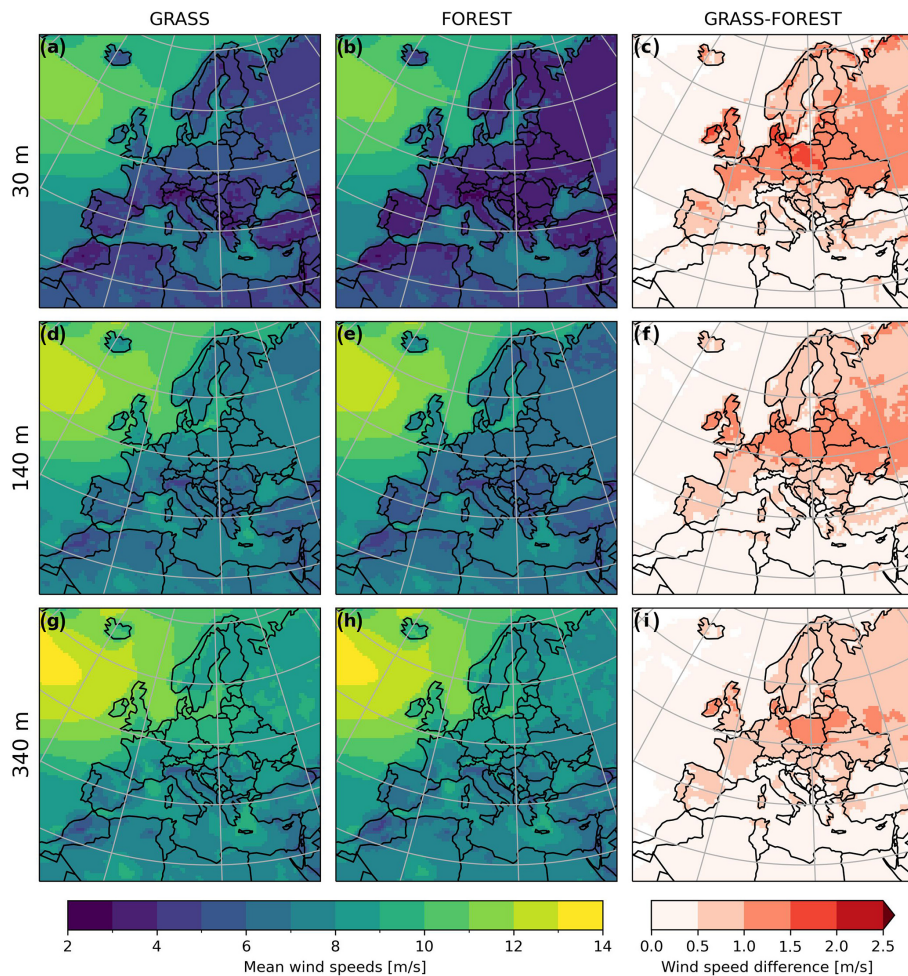 GRASS FOREST GRASS-FOREST
(a) (b) (c)
30 m
(d) (e) (f)
140 m
(g) (h) (i)
340 m
2 4 6 8 10 12 14
Mean wind speeds [m/s]
0.0 0.5 1.0 1.5 2.0 2.5
Wind speed difference [m/s]